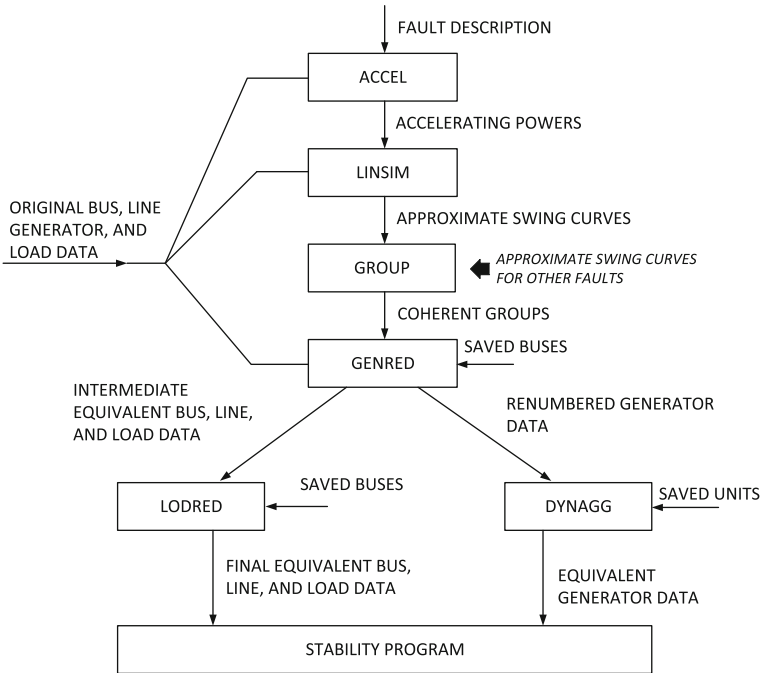 FAULT DESCRIPTION
ACCEL
ACCELERATING POWERS
LINSIM
ORIGINAL BUS, LINE
GENERATOR, AND
LOAD DATA
APPROXIMATE SWING CURVES
GROUP
APPROXIMATE SWING CURVES
FOR OTHER FAULTS
COHERENT GROUPS
SAVED BUSES
GENRED
INTERMEDIATE
EQUIVALENT BUS, LINE,
AND LOAD DATA
RENUMBERED GENERATOR
DATA
SAVED BUSES
LODRED
SAVED UNITS
DYNAGG
FINAL EQUIVALENT BUS,
LINE, AND LOAD DATA
EQUIVALENT
GENERATOR DATA
STABILITY PROGRAM